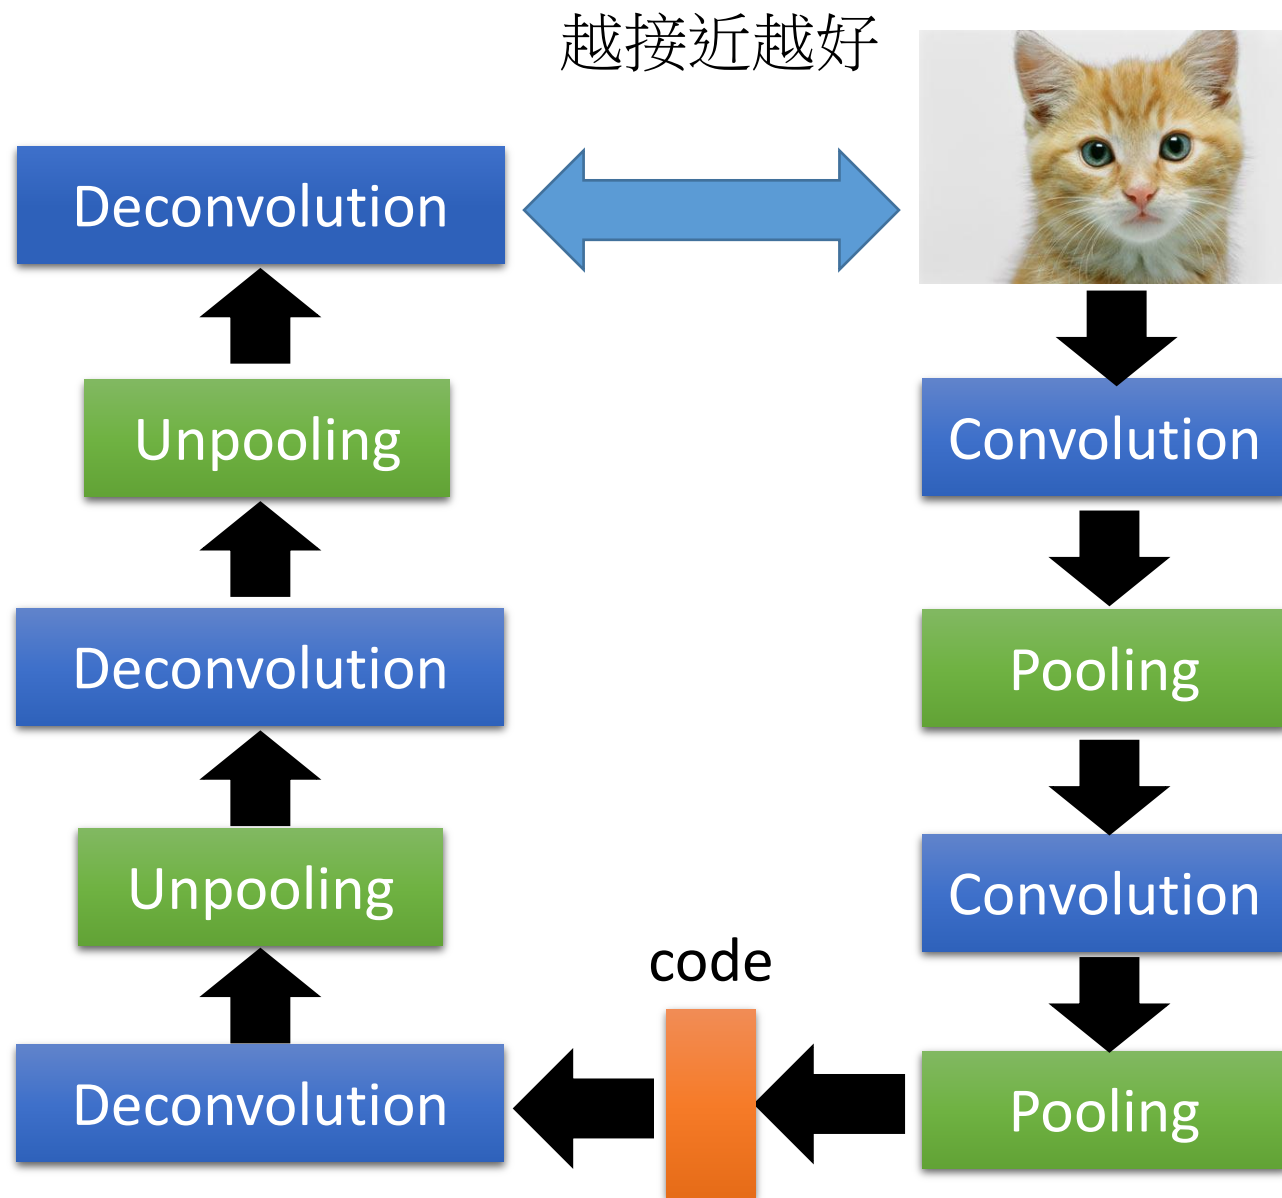 越接近越好
Deconvolution
Unpooling
Convolution
Deconvolution
Pooling
Unpooling
Convolution
code
Deconvolution
Pooling